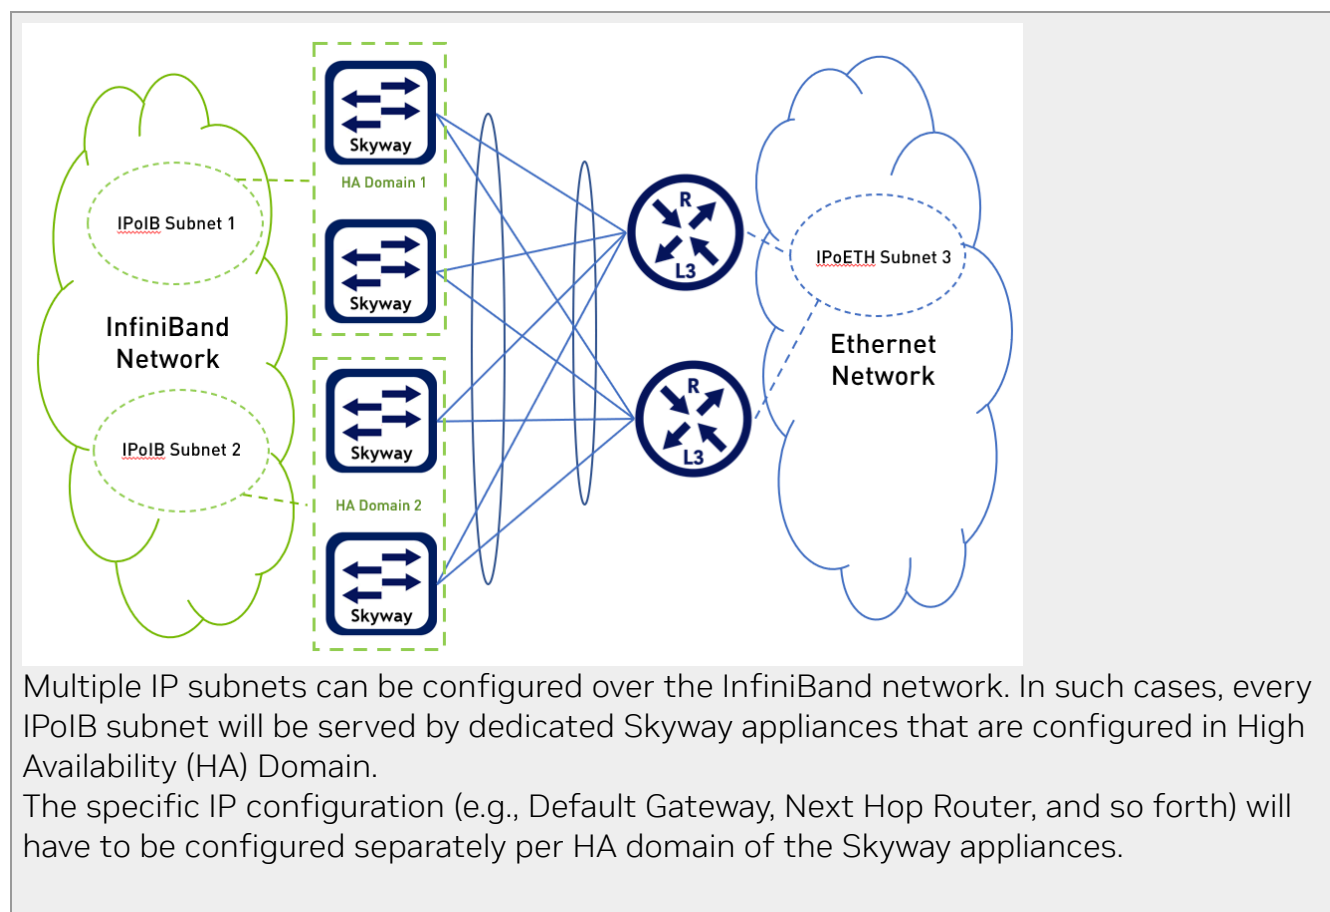 Skyway
HA Domain 1
R
L3
IPoIB Subnet 1
Skyway
IPoETH Subnet 3
InfiniBand
Network
Ethernet
Network
Skyway
R
L3
IPoIB Subnet 2
HA Domain 2
Skyway
Multiple IP subnets can be configured over the InfiniBand network. In such cases, every
IPoIB subnet will be served by dedicated Skyway appliances that are configured in High
Availability (HA) Domain.
The specific IP configuration (e.g., Default Gateway, Next Hop Router, and so forth) will
have to be configured separately per HA domain of the Skyway appliances.